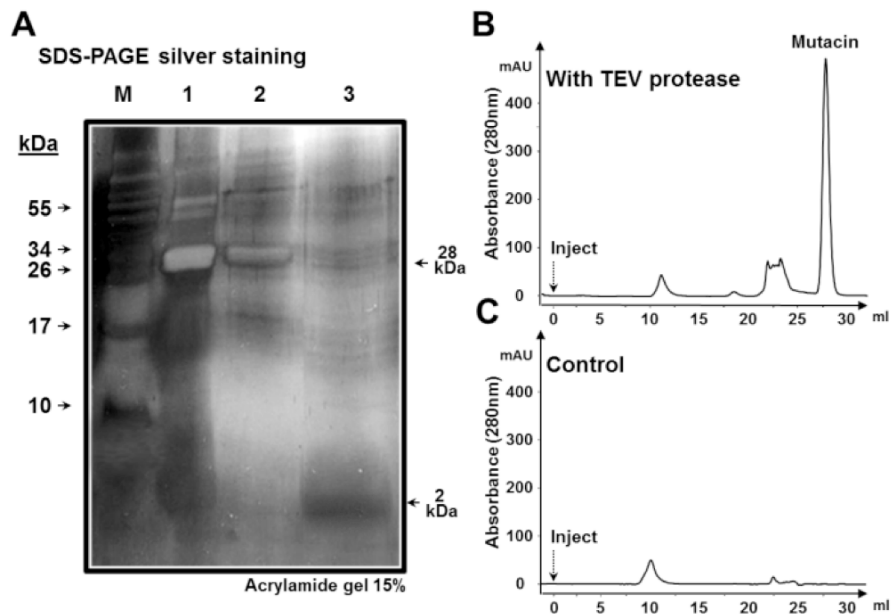 A
SDS-PAGE silver staining
M 1 2 3
kDa
55
34
26
17
10
28
kDa
2
kDa
Acrylamide gel 15%
B
mAU
With TEV protease
Mutacin
Absorbance (280nm)
400
300
200
100
0
Inject
0 5 10 15 20 25 30 ml
C
mAU
Control
Absorbance (280nm)
400
300
200
100
0
Inject
0 5 10 15 20 25 30 ml